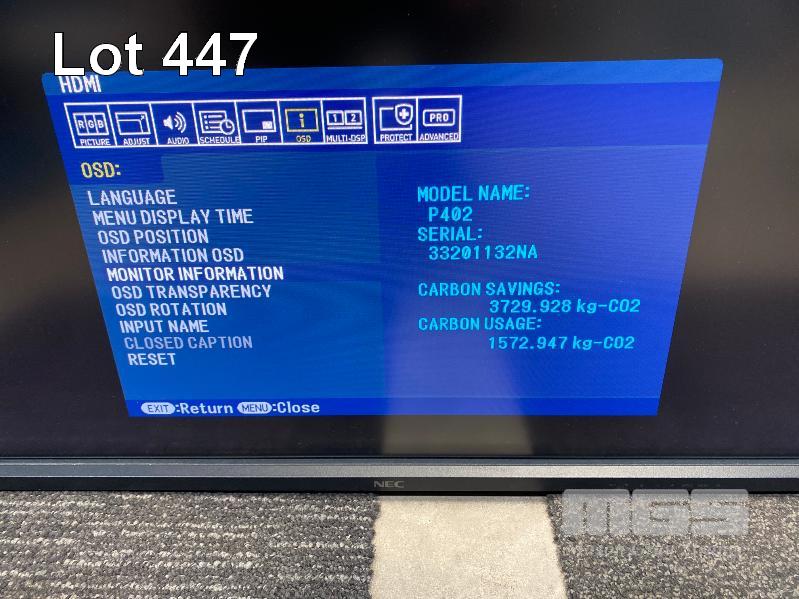 Lot 447
HDMI
RGB
PICTURE
ADJUST
AUDIO
SCHEDULE
PIP
i
OSD
1 2
MULTI-DSP
PROTECT
PRO
ADVANCED
OSD:
LANGUAGE
MENU DISPLAY TIME
OSD POSITION
INFORMATION OSD
MONITOR INFORMATION
OSD TRANSPARENCY
OSD ROTATION
INPUT NAME
CLOSED CAPTION
RESET
MODEL NAME:
P402
SERIAL:
33201132NA
CARBON SAVINGS:
3729.928 kg-CO2
CARBON USAGE:
1572.947 kg-CO2
EXIT:Return MENU:Close
NEC
MGS